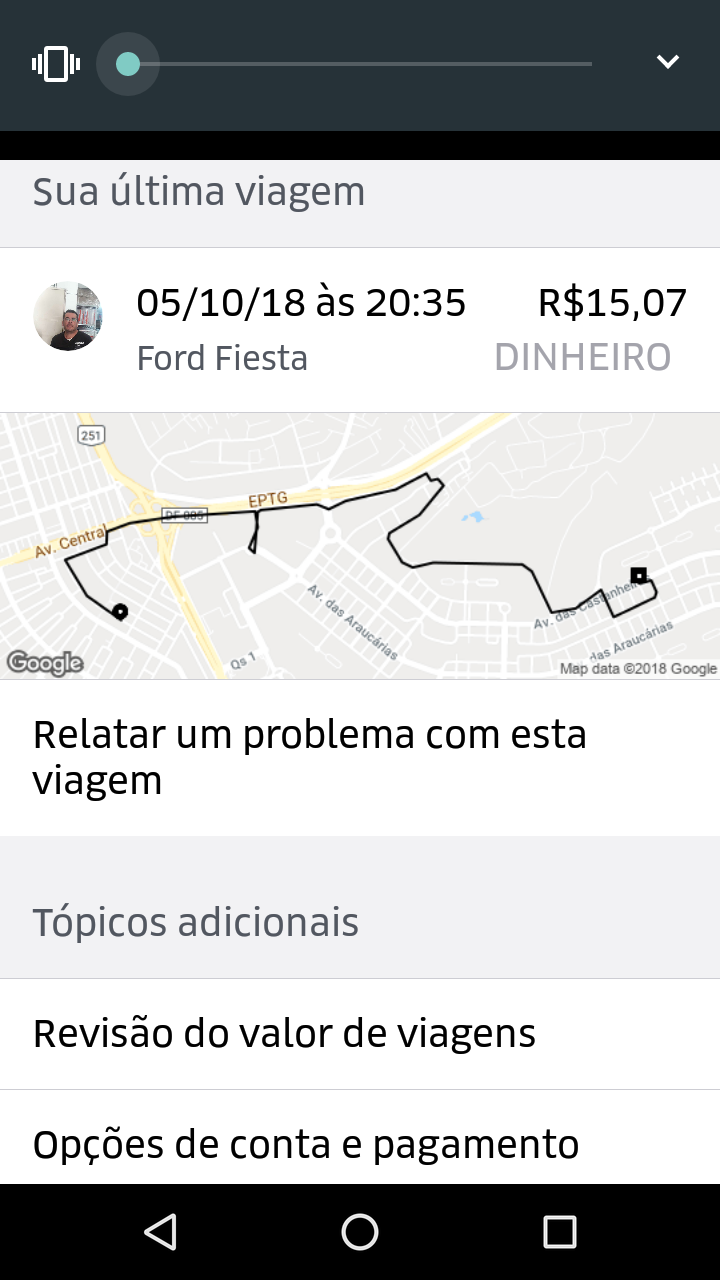 Sua última viagem
05/10/18 às 20:35
R$15,07
Ford Fiesta
DINHEIRO
251
EPTG
DF-085
Av. Central
Av. das Araucárias
Av. das Castanheir
das Araucárias
Qs 1
Google
Map data ©2018 Google
Relatar um problema com esta
viagem
Tópicos adicionais
Revisão do valor de viagens
Opções de conta e pagamento